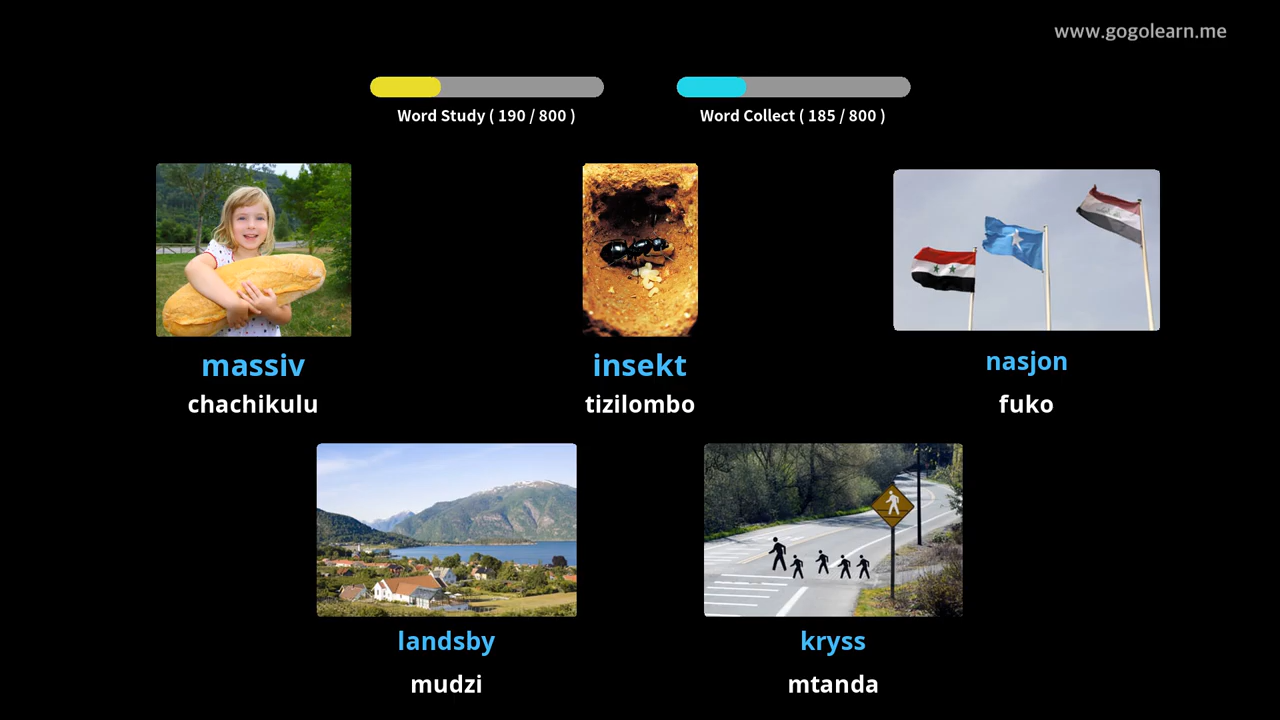 www.gogolearn.me
Word Study ( 190 / 800 )
Word Collect ( 185 / 800 )
massiv
chachikulu
insekt
tizilombo
nasjon
fuko
landsby
mudzi
kryss
mtanda